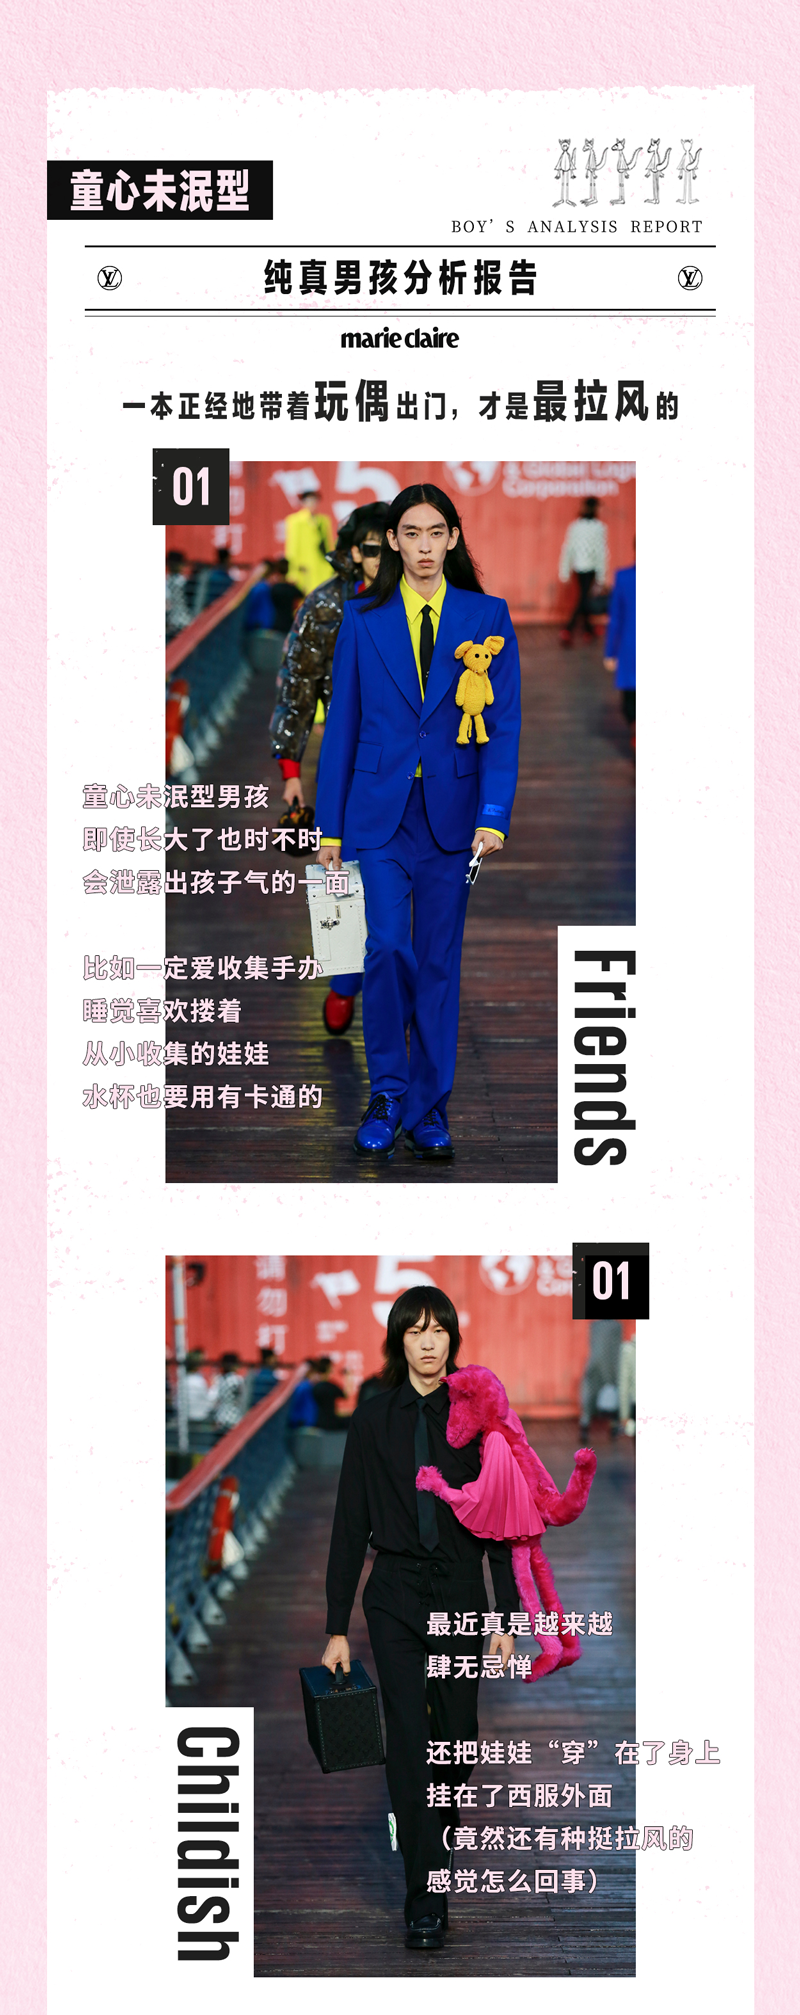 童心未泯型
BOY'S ANALYSIS REPORT
纯真男孩分析报告
marie claire
一本正经地带着玩偶出门，才是最拉风的
01
& Global Logi
Corporation
童心未泯型男孩
即使长大了也时不时
会泄露出孩子气的一面
比如一定爱收集手办
睡觉喜欢搂着
从小收集的娃娃
水杯也要用有卡通的
Friends
01
请勿打
5
最近真是越来越
肆无忌惮
还把娃娃“穿”在了身上
挂在了西服外面
（竟然还有种挺拉风的
感觉怎么回事）
Childish